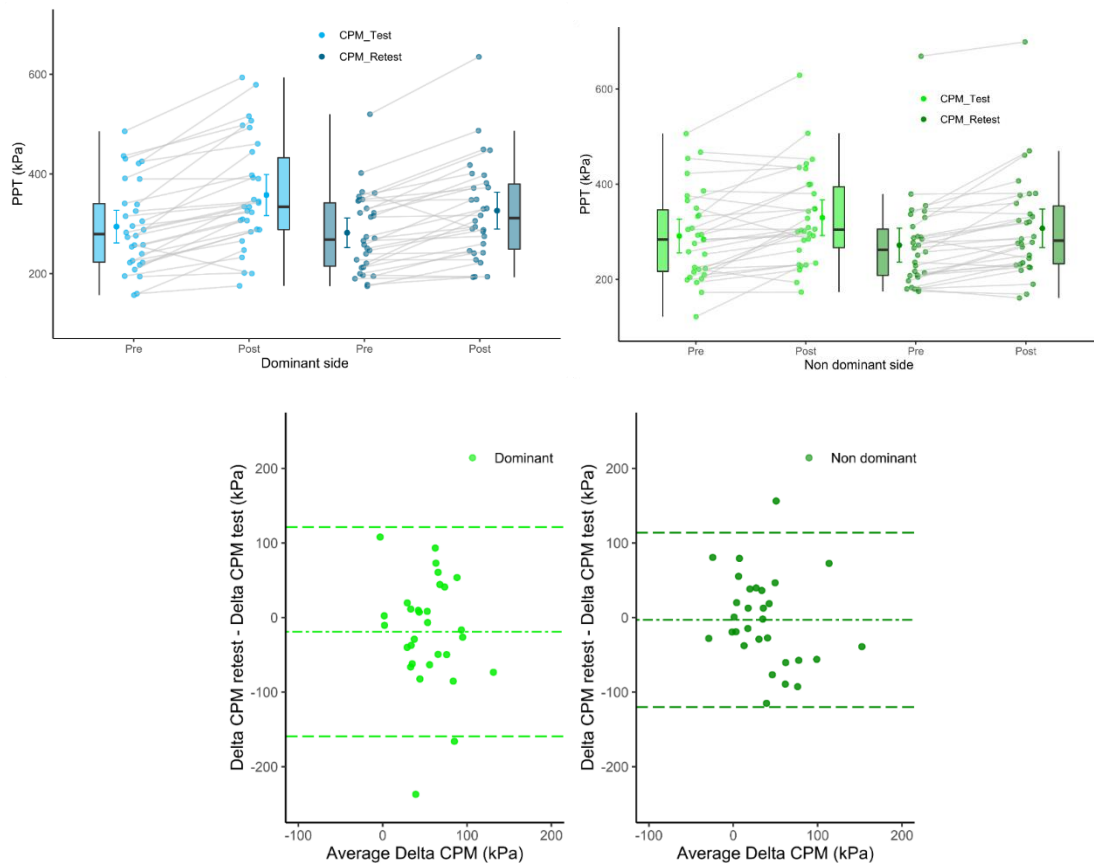 CPM_Test
CPM_Retest
PPT (kPa)
600
400
200
Pre
Post
Pre
Post
Dominant side
CPM_Test
CPM_Retest
PPT (kPa)
600
400
200
Pre
Post
Pre
Post
Non dominant side
Dominant
Delta CPM retest - Delta CPM test (kPa)
200
100
0
-100
-200
-100
0
100
200
Average Delta CPM (kPa)
Non dominant
Delta CPM retest - Delta CPM test (kPa)
200
100
0
-100
-200
-100
0
100
200
Average Delta CPM (kPa)